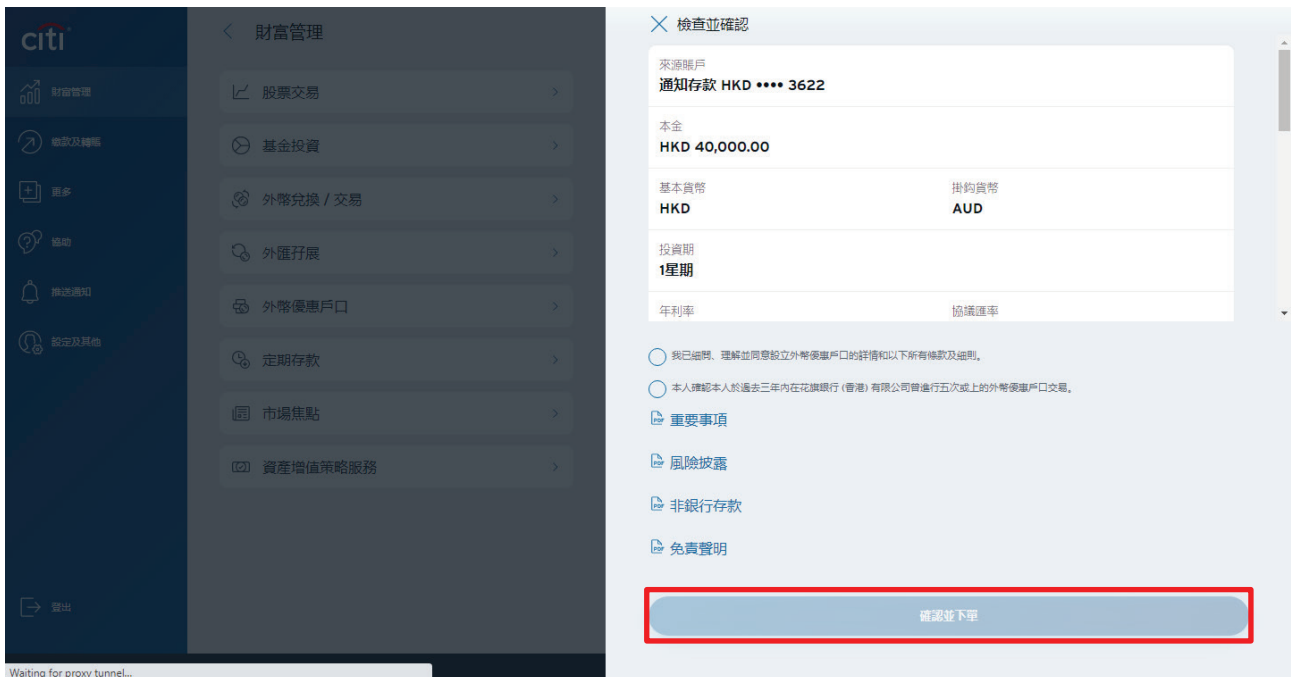 citi
財富管理
繳款及轉賬
更多
協助
推送通知
設定及其他
登出
財富管理
股票交易
基金投資
外幣兌換 / 交易
外匯孖展
外幣優惠戶口
定期存款
市場焦點
資產增值策略服務
檢查並確認
來源賬戶
通知存款 HKD •••• 3622
本金
HKD 40,000.00
基本貨幣
掛鈎貨幣
HKD
AUD
投資期
1星期
年利率
協議匯率
我已細閱、理解並同意設立外幣優惠戶口的詳情和以下所有條款及細則。
本人確認本人於過去三年內在花旗銀行 (香港) 有限公司曾進行五次或上的外幣優惠戶口交易。
PDF 重要事項
PDF 風險披露
PDF 非銀行存款
PDF 免責聲明
確認並下單
Waiting for proxy tunnel...